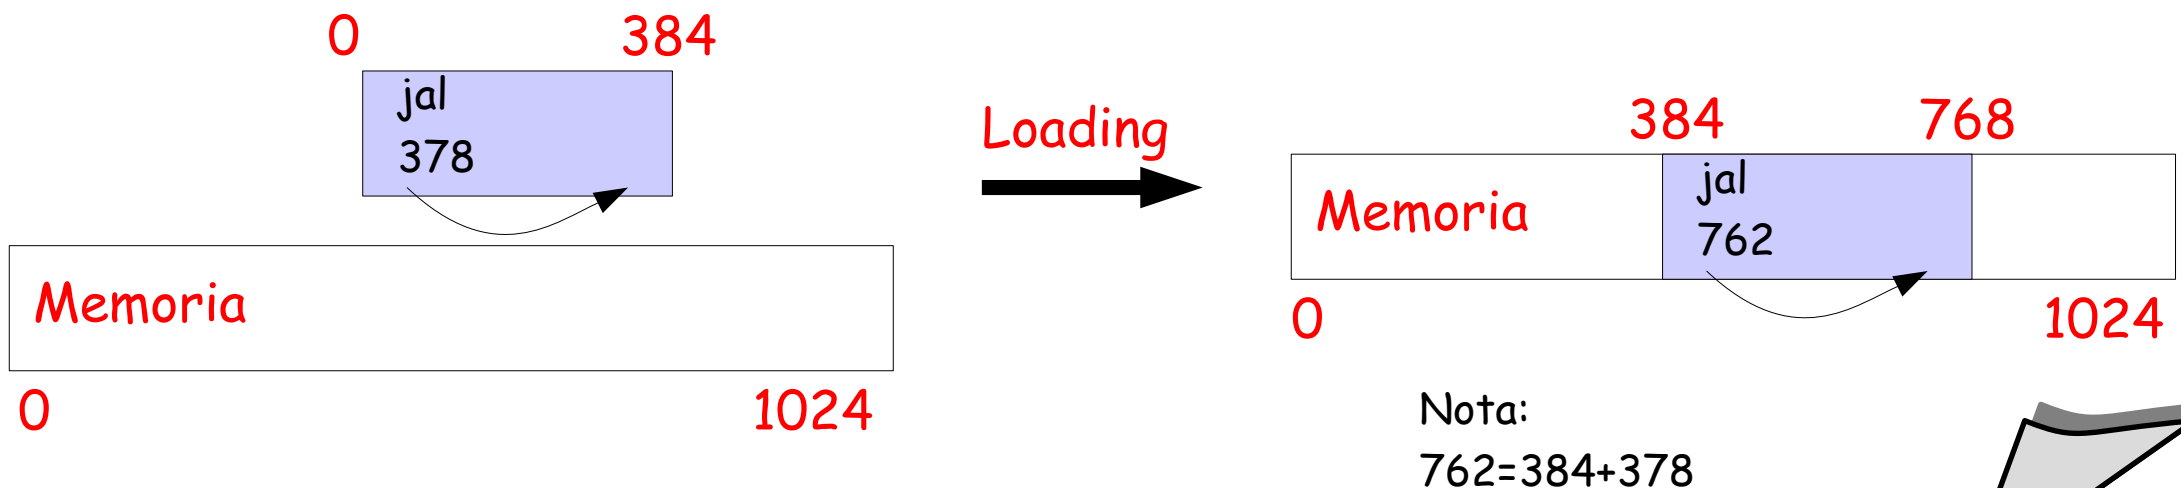 0 384
jal
378
Memoria
0 1024
Loading
384 768
jal
762
Memoria
0 1024
Nota:
762=384+378